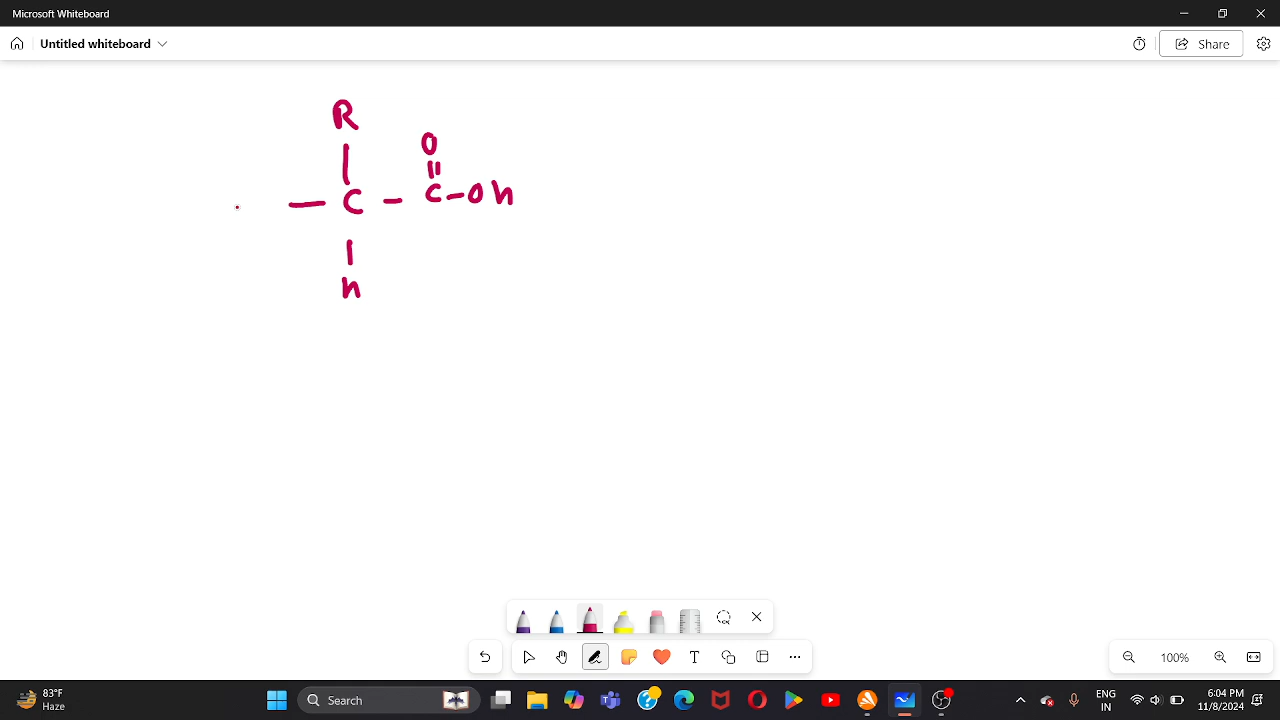 Microsoft Whiteboard
Untitled whiteboard
Share
R
O
C - C - OH
H
100%
83°F
Haze
Search
ENG
IN
6:04 PM
11/8/2024